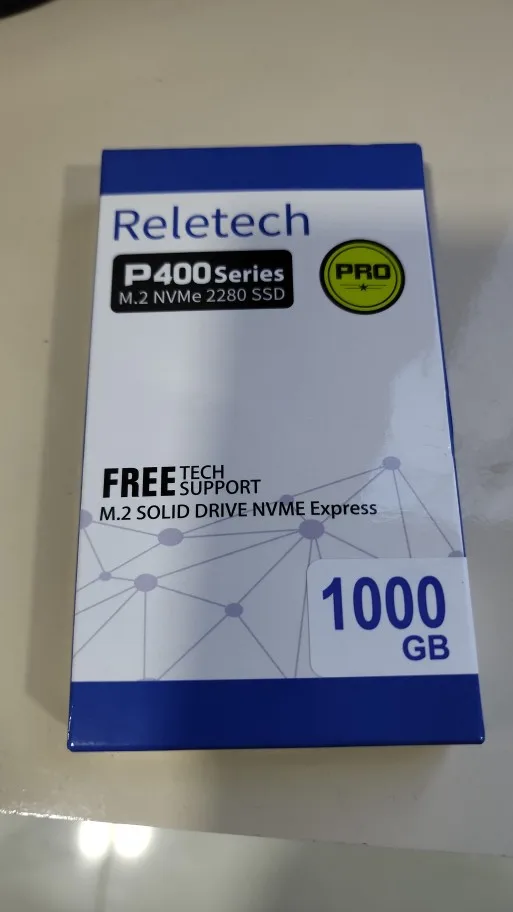 Reletech
P400 Series
M.2 NVMe 2280 SSD
PRO
FREE TECH SUPPORT
M.2 SOLID DRIVE NVME Express
1000
GB